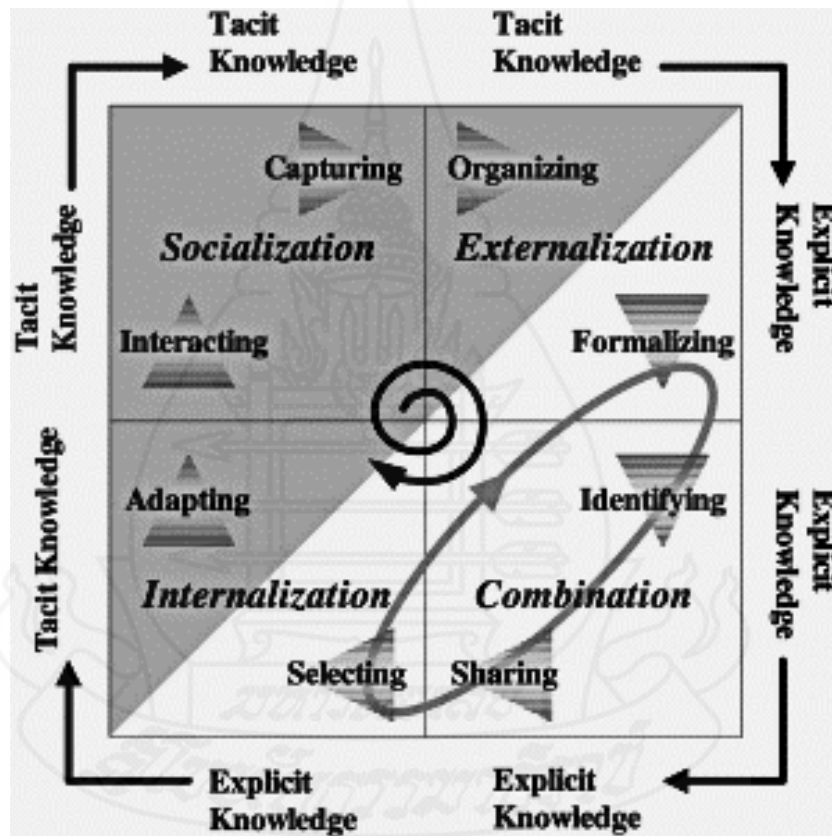 Tacit
Knowledge
Tacit
Knowledge
Capturing
Organizing
Socialization
Externalization
Interacting
Formalizing
Tacit
Knowledge
Explicit
Knowledge
Adapting
Identifying
Internalization
Combination
Selecting
Sharing
Tacit Knowledge
Explicit
Knowledge
Explicit
Knowledge
Explicit
Knowledge